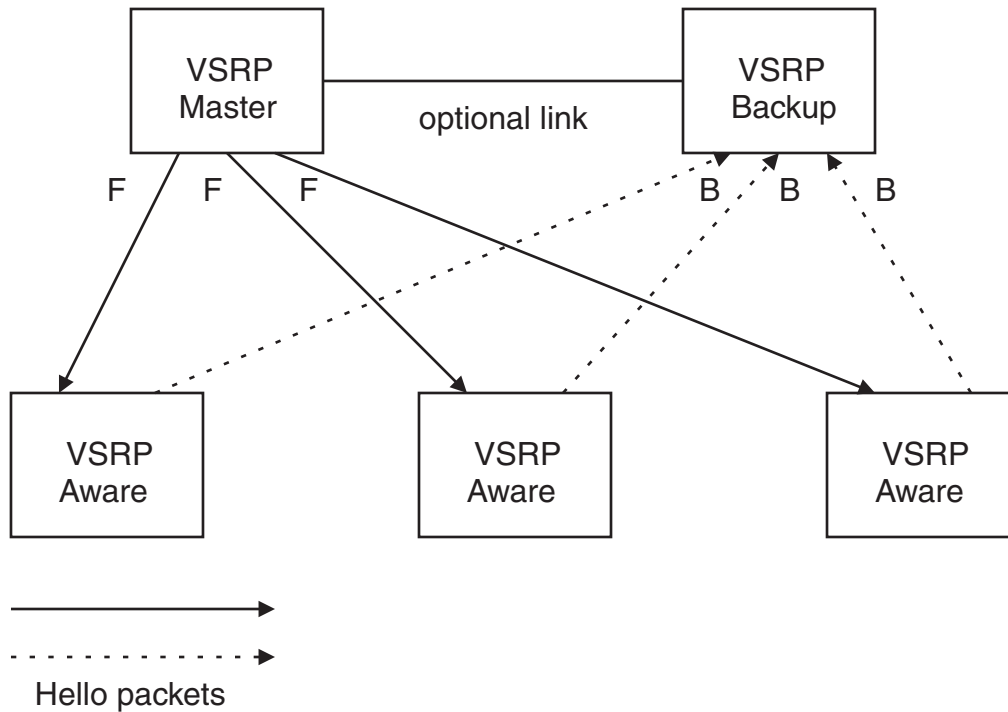 VSRP
Master
optional link
VSRP
Backup
F
F
F
B
B
B
VSRP
Aware
VSRP
Aware
VSRP
Aware
Hello packets